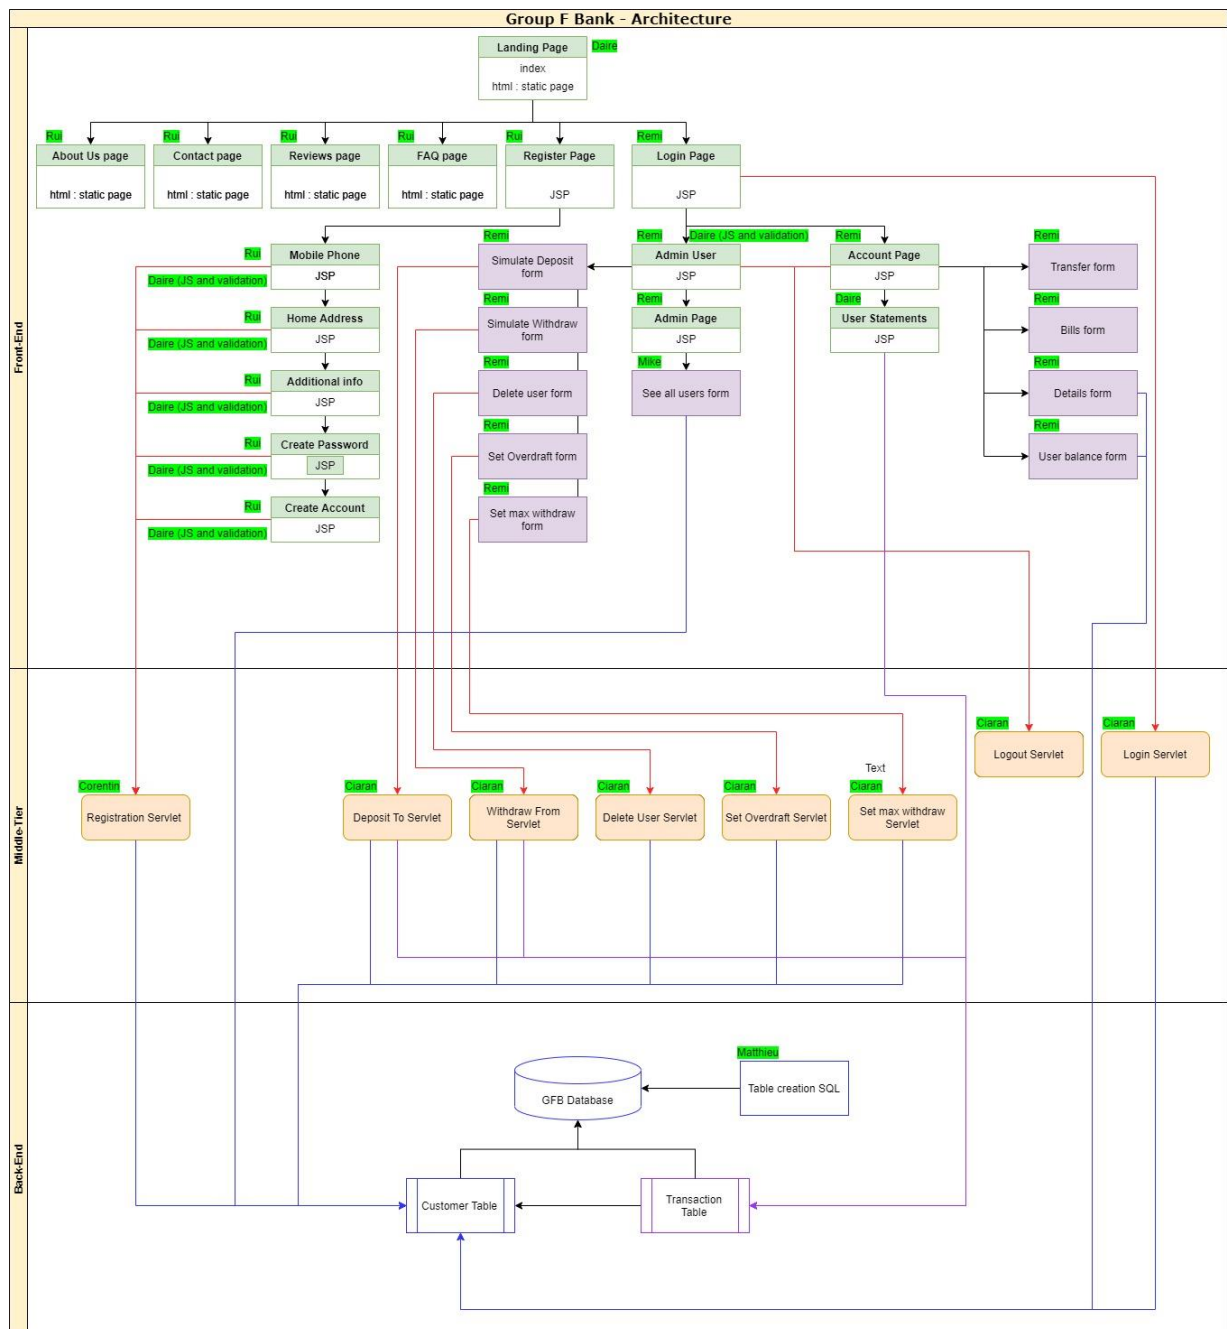 Group F Bank - Architecture
Front-End
Landing Page
Daire
index
html : static page
Rui
Rui
Rui
Rui
Rui
Remi
About Us page
Contact page
Reviews page
FAQ page
Register Page
Login Page
html : static page
html : static page
html : static page
html : static page
JSP
JSP
Rui
Mobile Phone
JSP
Daire (JS and validation)
Rui
Home Address
JSP
Daire (JS and validation)
Rui
Additional info
JSP
Daire (JS and validation)
Rui
Create Password
JSP
Daire (JS and validation)
Rui
Create Account
JSP
Daire (JS and validation)
Remi
Simulate Deposit
form
Remi
Simulate Withdraw
form
Remi
Delete user form
Remi
Set Overdraft form
Remi
Set max withdraw
form
Remi
Daire (JS and validation)
Admin User
JSP
Remi
Admin Page
JSP
Mike
See all users form
Remi
Account Page
JSP
Daire
User Statements
JSP
Remi
Transfer form
Remi
Bills form
Remi
Details form
Remi
User balance form
Middle-Tier
Ciaran
Logout Servlet
Ciaran
Login Servlet
Corentin
Registration Servlet
Ciaran
Deposit To Servlet
Ciaran
Withdraw From
Servlet
Ciaran
Delete User Servlet
Ciaran
Set Overdraft Servlet
Text
Ciaran
Set max withdraw
Servlet
Back-End
GFB Database
Matthieu
Table creation SQL
Customer Table
Transaction
Table